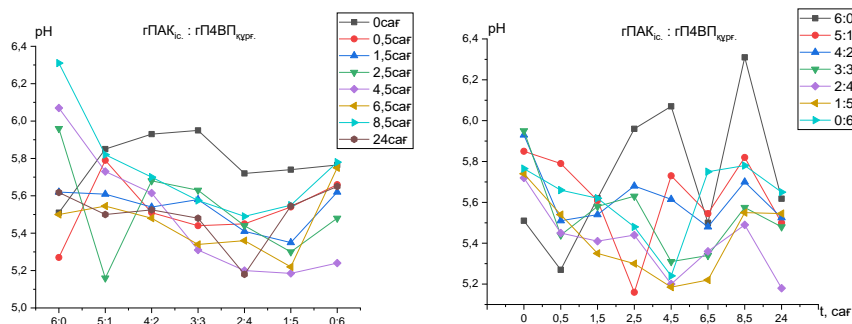 гПАКіс. : гП4ВПкүрғ.
pH
6,4
6,2
6,0
5,8
5,6
5,4
5,2
5,0
6:0 5:1 4:2 3:3 2:4 1:5 0:6
0сағ
0,5сағ
1,5сағ
2,5сағ
4,5сағ
6,5сағ
8,5сағ
24сағ
гПАКіс. : гП4ВПкүрғ.
pH
6,4
6,2
6,0
5,8
5,6
5,4
5,2
0 0,5 1,5 2,5 4,5 6,5 8,5 24
t, сағ
6:0
5:1
4:2
3:3
2:4
1:5
0:6